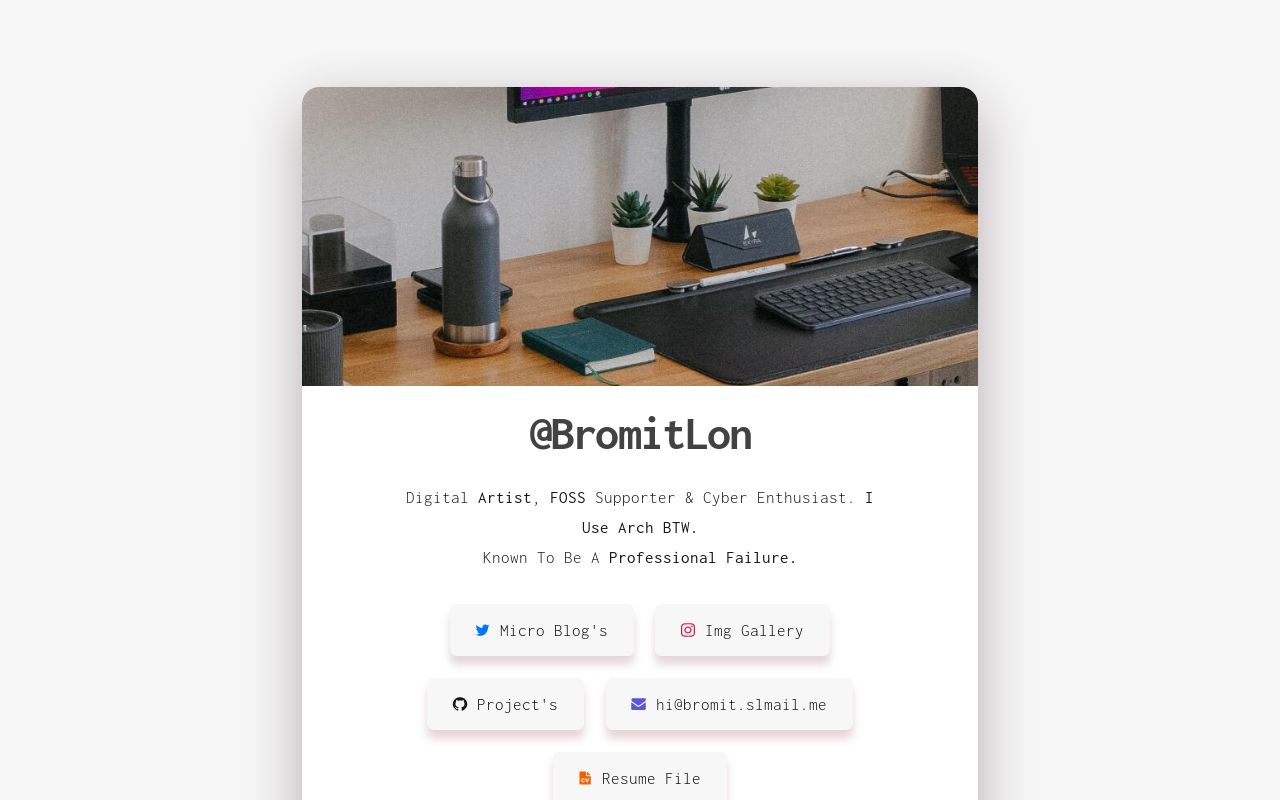 @BromitLon
Digital Artist, FOSS Supporter & Cyber Enthusiast. I
Use Arch BTW.
Known To Be A Professional Failure.
Micro Blog's
Img Gallery
Project's
hi@bromit.slmail.me
Resume File